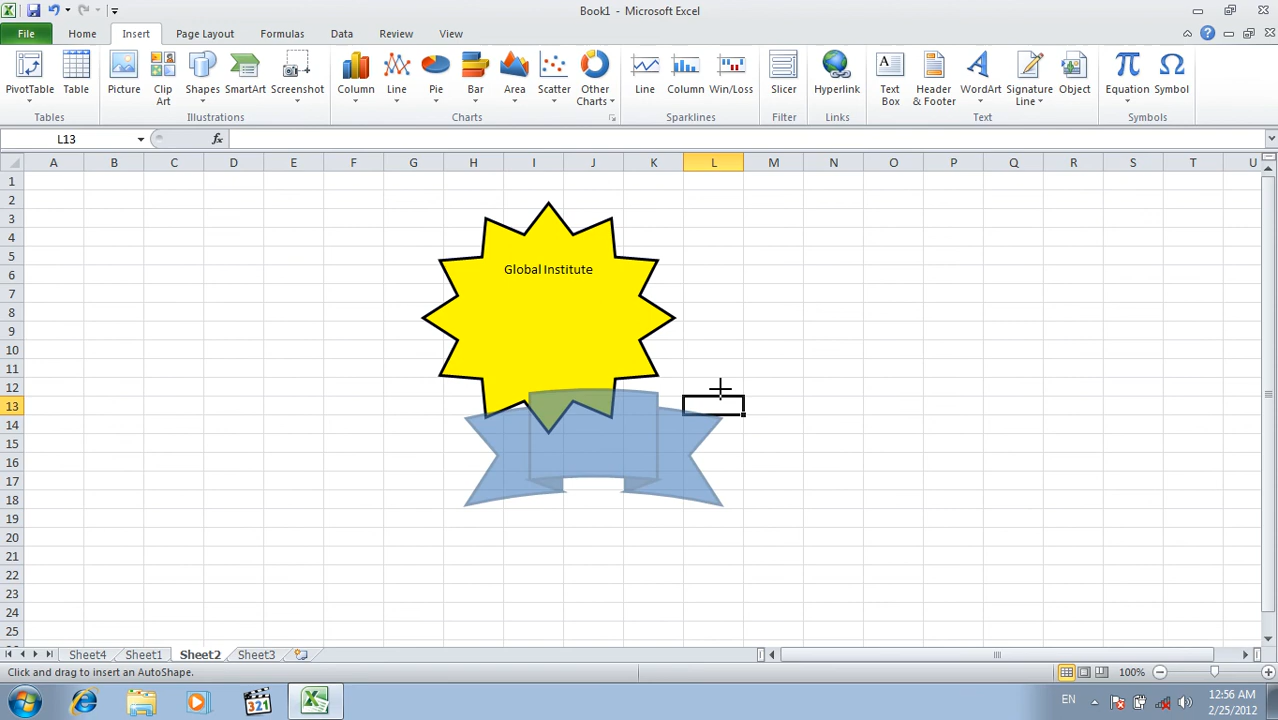 Book1 - Microsoft Excel
File Home Insert Page Layout Formulas Data Review View
PivotTable Table Picture Clip Art Shapes SmartArt Screenshot Column Line Pie Bar Area Scatter Other Charts Line Column Win/Loss Slicer Hyperlink Text Box Header & Footer WordArt Signature Line Object Equation Symbol
Tables Illustrations Charts Sparklines Filter Links Text Symbols
L13 fx
A B C D E F G H I J K L M N O P Q R S T U
1
2
3
4
5
Global Institute
6
7
8
9
10
11
12
13
14
15
16
17
18
19
20
21
22
23
24
25
Sheet4 Sheet1 Sheet2 Sheet3
Click and drag to insert an AutoShape. 100%
321 EN 12:56 AM
2/25/2012